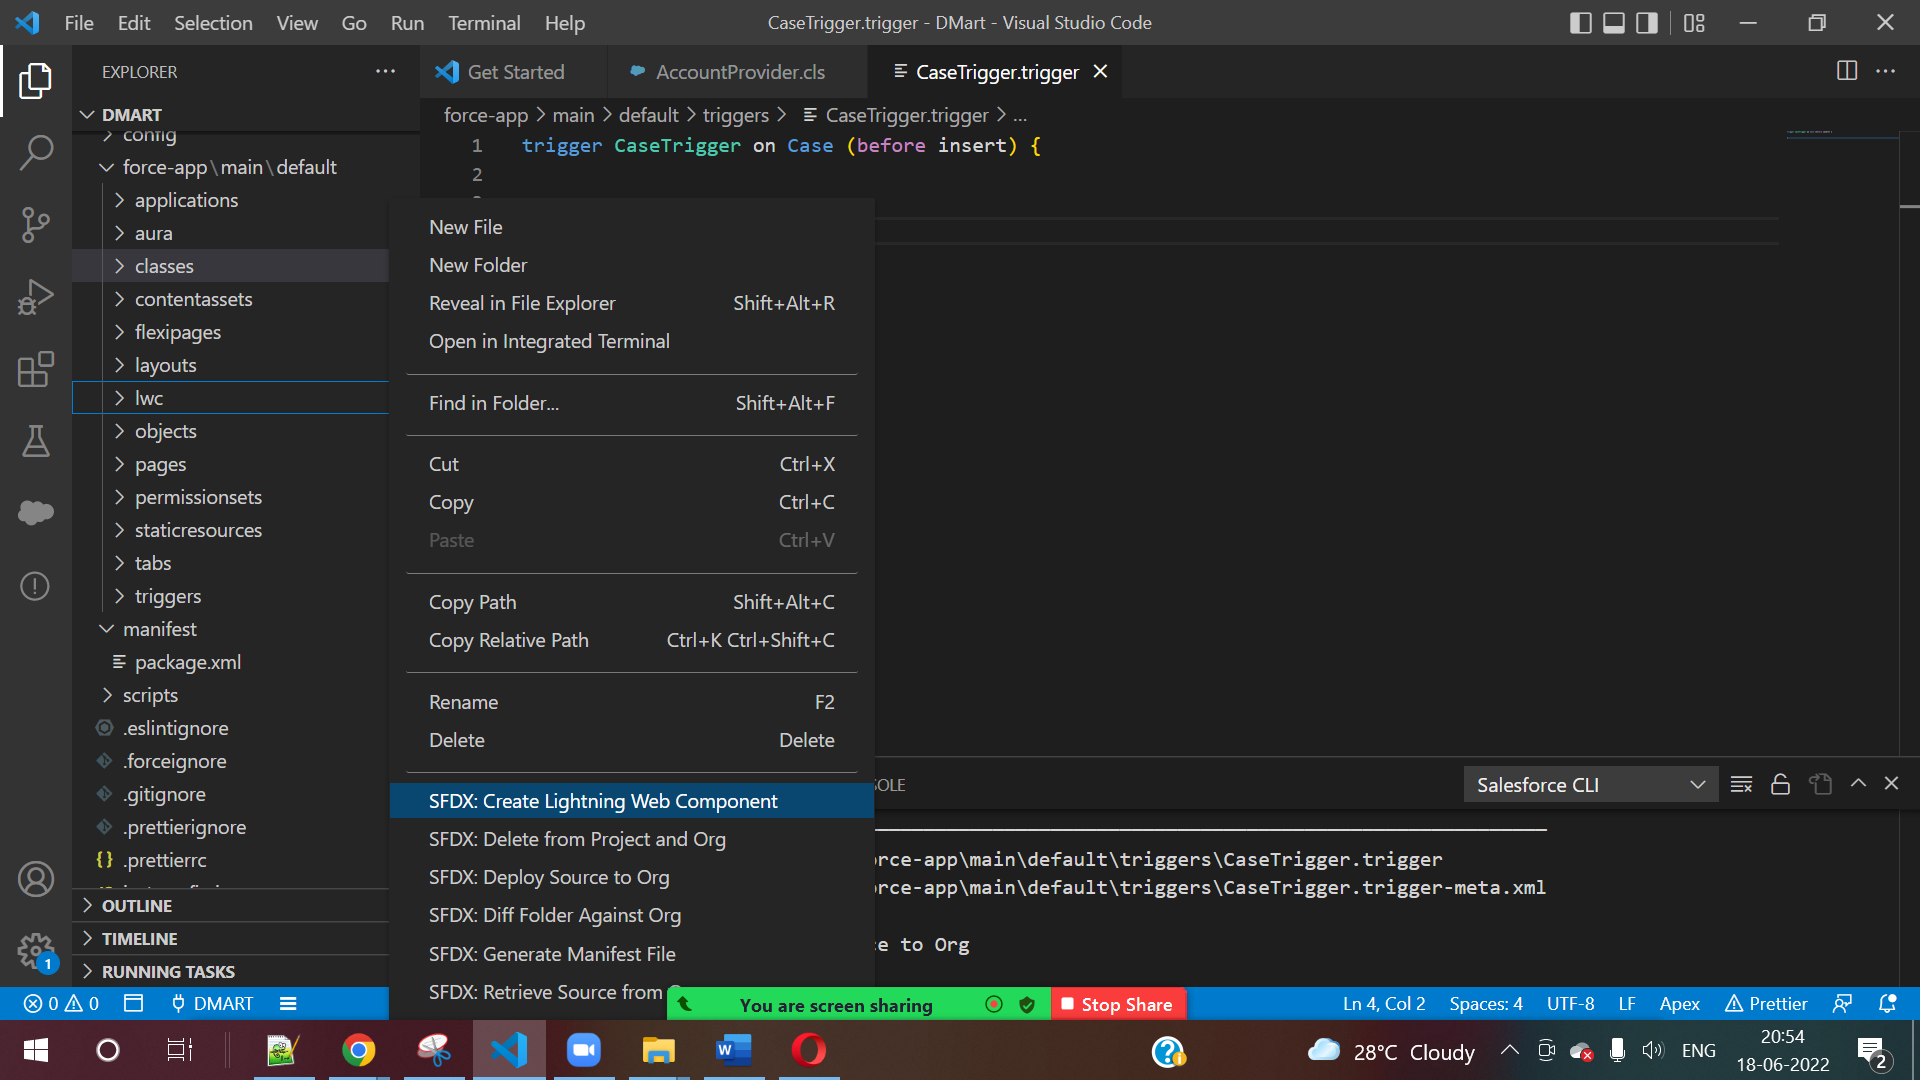 File Edit Selection View Go Run Terminal Help CaseTrigger.trigger - DMart - Visual Studio Code
EXPLORER
Get Started AccountProvider.cls CaseTrigger.trigger
DMART
force-app > main > default > triggers > CaseTrigger.trigger > ...
config
force-app\main\default
applications
aura
classes
contentassets
flexipages
layouts
lwc
objects
pages
permissionsets
staticresources
tabs
triggers
manifest
package.xml
scripts
.eslintignore
.forceignore
.gitignore
.prettierignore
.prettierrc
OUTLINE
TIMELINE
RUNNING TASKS
1 trigger CaseTrigger on Case (before insert) {
2
New File
New Folder
Reveal in File Explorer Shift+Alt+R
Open in Integrated Terminal
Find in Folder... Shift+Alt+F
Cut Ctrl+X
Copy Ctrl+C
Paste Ctrl+V
Copy Path Shift+Alt+C
Copy Relative Path Ctrl+K Ctrl+Shift+C
Rename F2
Delete Delete
SFDX: Create Lightning Web Component
SFDX: Delete from Project and Org
SFDX: Deploy Source to Org
SFDX: Diff Folder Against Org
SFDX: Generate Manifest File
SFDX: Retrieve Source from
OLE Salesforce CLI
rce-app\main\default\triggers\CaseTrigger.trigger
rce-app\main\default\triggers\CaseTrigger.trigger-meta.xml
e to Org
0 0 DMART
You are screen sharing Stop Share
Ln 4, Col 2 Spaces: 4 UTF-8 LF Apex Prettier
1
28°C Cloudy ENG
20:54
18-06-2022
2